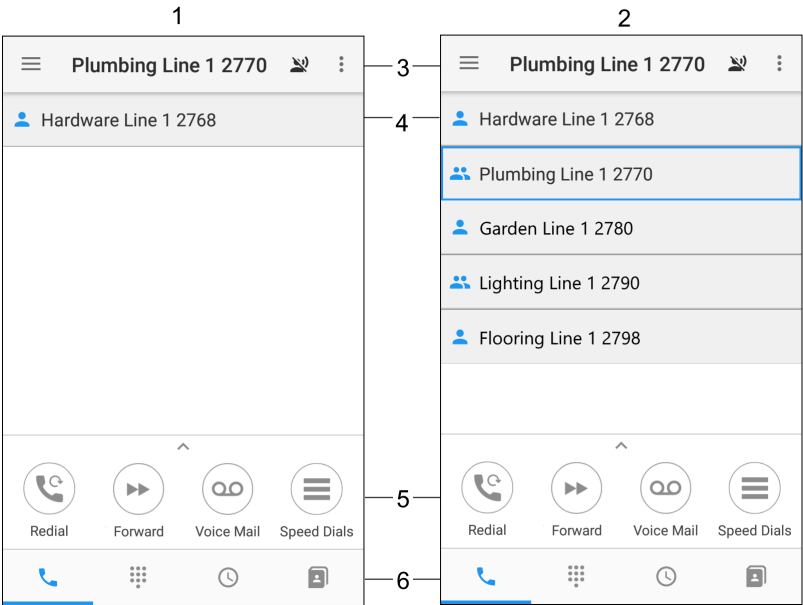 1
2
Plumbing Line 1 2770
3
Plumbing Line 1 2770
Hardware Line 1 2768
4
Hardware Line 1 2768
Plumbing Line 1 2770
Garden Line 1 2780
Lighting Line 1 2790
Flooring Line 1 2798
5
Redial Forward Voice Mail Speed Dials
Redial Forward Voice Mail Speed Dials
6